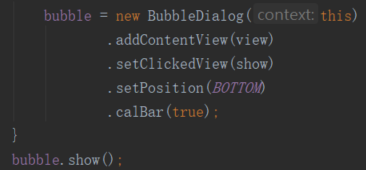 bubble = new BubbleDialog( context: this)
.addContentView(view)
.setClickedView(show)
.setPosition(BOTTOM)
.calBar(true);
}
bubble.show();